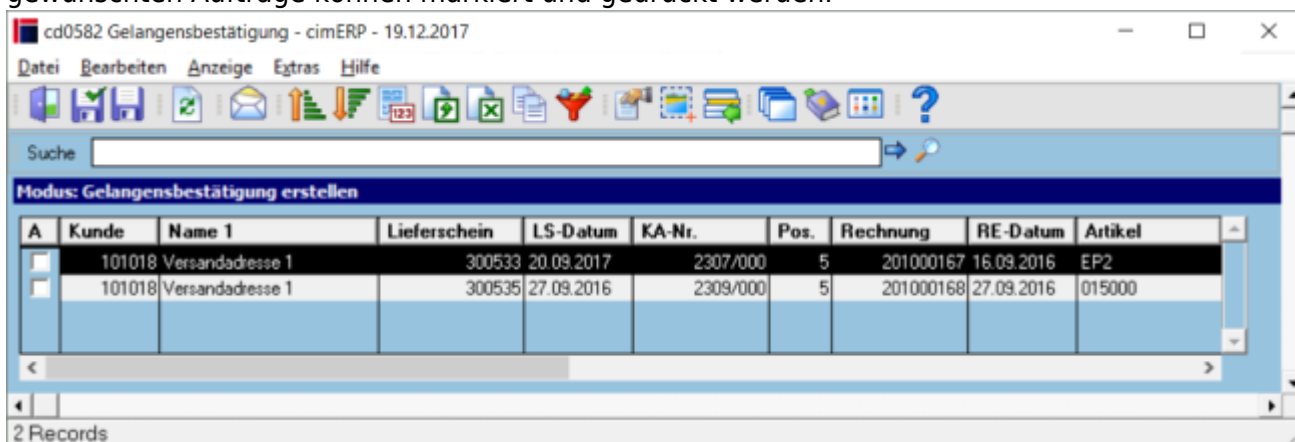 gewünschten Aufträge können markiert und gedruckt werden.
cd0582 Gelangensbestätigung - cimERP - 19.12.2017
Datei Bearbeiten Anzeige Extras Hilfe
123
Suche
Modus: Gelangensbestätigung erstellen
A Kunde Name 1 Lieferschein LS-Datum KA-Nr. Pos. Rechnung RE-Datum Artikel
101018 Versandadresse 1 300533 20.09.2017 2307/000 5 201000167 16.09.2016 EP2
101018 Versandadresse 1 300535 27.09.2016 2309/000 5 201000168 27.09.2016 015000
2 Records